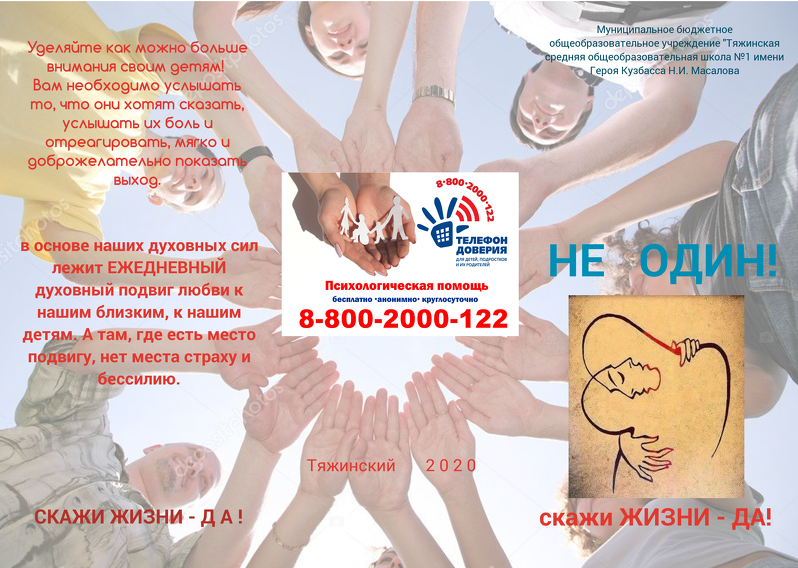 Уделяйте как можно больше
внимания своим детям!
Вам необходимо услышать
то, что они хотят сказать,
услышать их боль и
отреагировать, мягко и
доброжелательно показать
выход.
в основе наших духовных сил
лежит ЕЖЕДНЕВНЫЙ
духовный подвиг любви к
нашим близким, к нашим
детям. А там, где есть место
подвигу, нет места страху и
бессилию.
СКАЖИ ЖИЗНИ - Д А !
8-800-2000-122
ТЕЛЕФОН
ДОВЕРИЯ
ДЛЯ ДЕТЕЙ, ПОДРОСТКОВ
И ИХ РОДИТЕЛЕЙ
Психологическая помощь
бесплатно •анонимно• круглосуточно
8-800-2000-122
Тяжинский 2020
Муниципальное бюджетное
общеобразовательное учреждение "Тяжинская
средняя общеобразовательная школа №1 имени
Героя Кузбасса Н.И. Масалова
НЕ ОДИН!
скажи ЖИЗНИ - ДА!
depositphotos